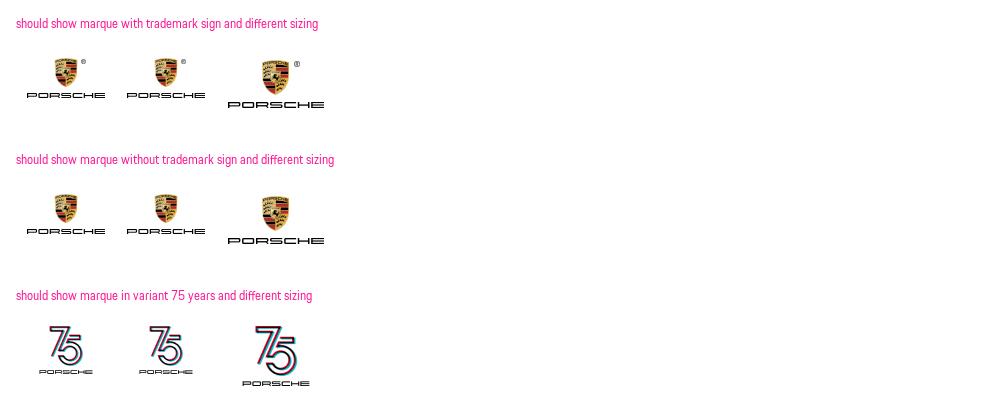 should show marque with trademark sign and different sizing
® ® ®
PORSCHE PORSCHE PORSCHE
should show marque without trademark sign and different sizing
PORSCHE PORSCHE PORSCHE
should show marque in variant 75 years and different sizing
75 75 75
PORSCHE PORSCHE PORSCHE